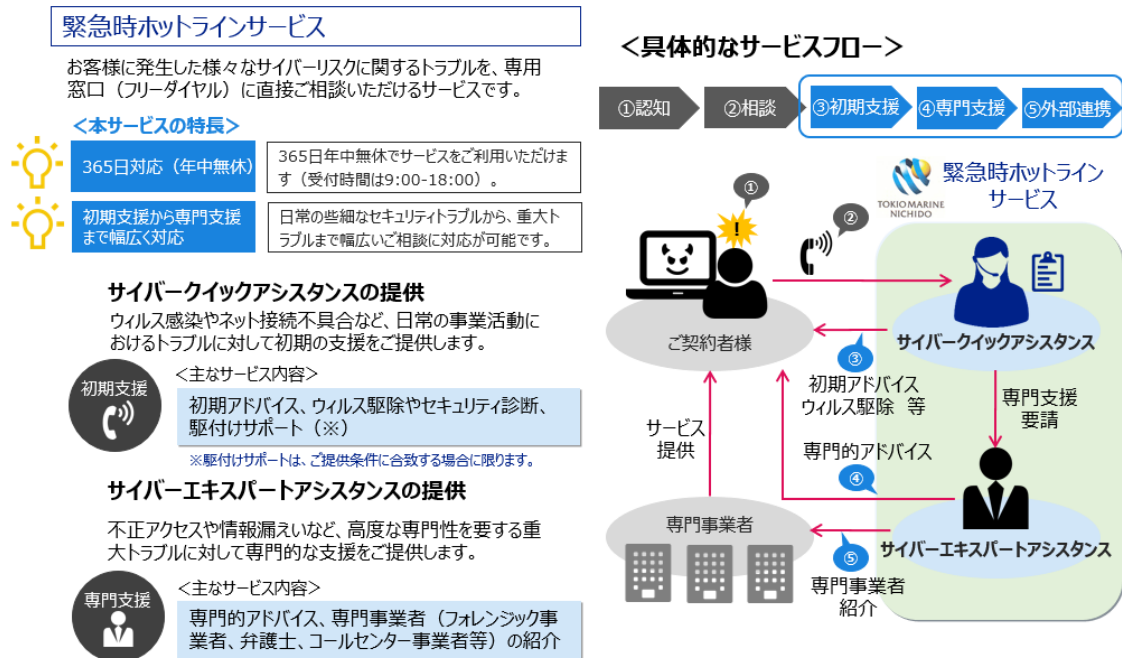 緊急時ホットラインサービス
お客様に発生した様々なサイバーリスクに関するトラブルを、専用
窓口（フリーダイヤル）に直接ご相談いただけるサービスです。
＜本サービスの特長＞
365日対応（年中無休）
365日年中無休でサービスをご利用いただけま
す（受付時間は9:00-18:00）。
初期支援から専門支援
まで幅広く対応
日常の些細なセキュリティトラブルから、重大ト
ラブルまで幅広いご相談に対応が可能です。
サイバークイックアシスタンスの提供
ウィルス感染やネット接続不具合など、日常の事業活動に
おけるトラブルに対して初期の支援をご提供します。
初期支援
＜主なサービス内容＞
初期アドバイス、ウィルス駆除やセキュリティ診断、
駆付けサポート（※）
※駆付けサポートは、ご提供条件に合致する場合に限ります。
サイバーエキスパートアシスタンスの提供
不正アクセスや情報漏えいなど、高度な専門性を要する重
大トラブルに対して専門的な支援をご提供します。
専門支援
＜主なサービス内容＞
専門的アドバイス、専門事業者（フォレンジック事
業者、弁護士、コールセンター事業者等）の紹介
＜具体的なサービスフロー＞
①認知
②相談
③初期支援
④専門支援
⑤外部連携
TOKIO MARINE
NICHIDO
緊急時ホットライン
サービス
①
②
!
ご契約者様
サイバークイックアシスタンス
③
初期アドバイス
ウィルス駆除 等
専門支援
要請
サービス
提供
専門的アドバイス
④
専門事業者
サイバーエキスパートアシスタンス
⑤
専門事業者
紹介